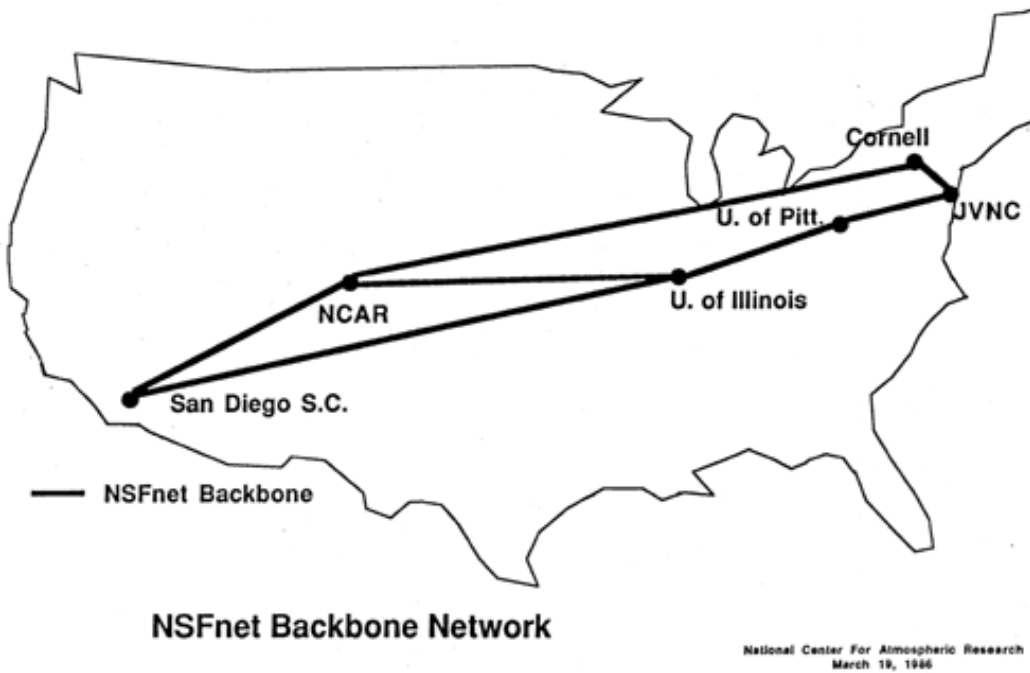 Cornell
U. of Pitt.
JVNC
NCAR
U. of Illinois
San Diego S.C.
NSFnet Backbone
NSFnet Backbone Network
National Center For Atmospheric Research
March 19, 1986